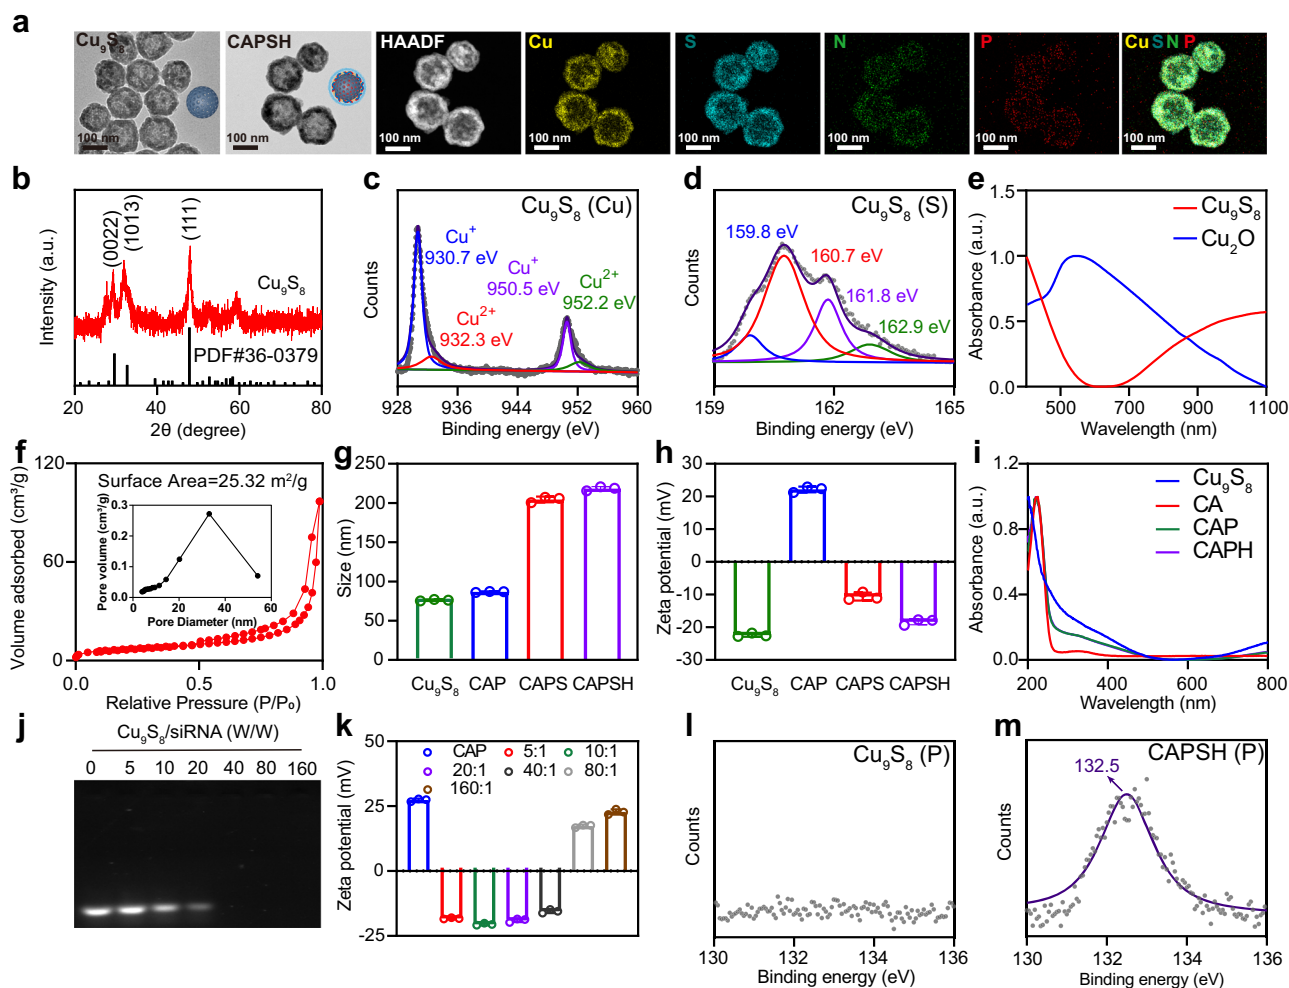 a
Cu9S8 CAPSH HAADF Cu S N P Cu S N P
100 nm 100 nm 100 nm 100 nm 100 nm 100 nm 100 nm 100 nm
b
Intensity (a.u.)
(0022)
(1013)
(111)
Cu9S8
PDF#36-0379
20 40 60 80
2θ (degree)
c
Counts
Cu9S8 (Cu)
Cu+
930.7 eV
Cu2+
932.3 eV
Cu+
950.5 eV
Cu2+
952.2 eV
928 936 944 952 960
Binding energy (eV)
d
Counts
Cu9S8 (S)
159.8 eV
160.7 eV
161.8 eV
162.9 eV
159 162 165
Binding energy (eV)
e
Absorbance (a.u.)
1.5
1.0
0.5
0.0
Cu9S8
Cu2O
500 700 900 1100
Wavelength (nm)
f
Volume adsorbed (cm³/g)
120
60
0
Surface Area=25.32 m²/g
Pore volume (cm³/g)
0.3
0.2
0.1
0.0
0 20 40 60
Pore Diameter (nm)
0.0 0.5 1.0
Relative Pressure (P/P₀)
g
Size (nm)
250
200
150
100
50
0
Cu9S8 CAP CAPS CAPSH
h
Zeta potential (mV)
30
20
10
0
-10
-20
-30
Cu9S8 CAP CAPS CAPSH
i
Absorbance (a.u.)
1.2
0.8
0.4
0.0
Cu9S8
CA
CAP
CAPH
200 400 600 800
Wavelength (nm)
j
Cu9S8/siRNA (W/W)
0 5 10 20 40 80 160
k
Zeta potential (mV)
50
25
0
-25
CAP 5:1 10:1
20:1 40:1 80:1
160:1
l
Counts
Cu9S8 (P)
130 132 134 136
Binding energy (eV)
m
Counts
CAPSH (P)
132.5
130 132 134 136
Binding energy (eV)